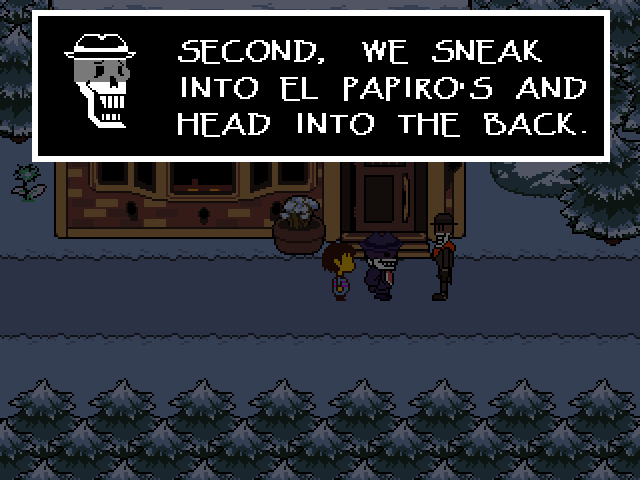 SECOND, WE SNEAK
INTO EL PAPIRO'S AND
HEAD INTO THE BACK.